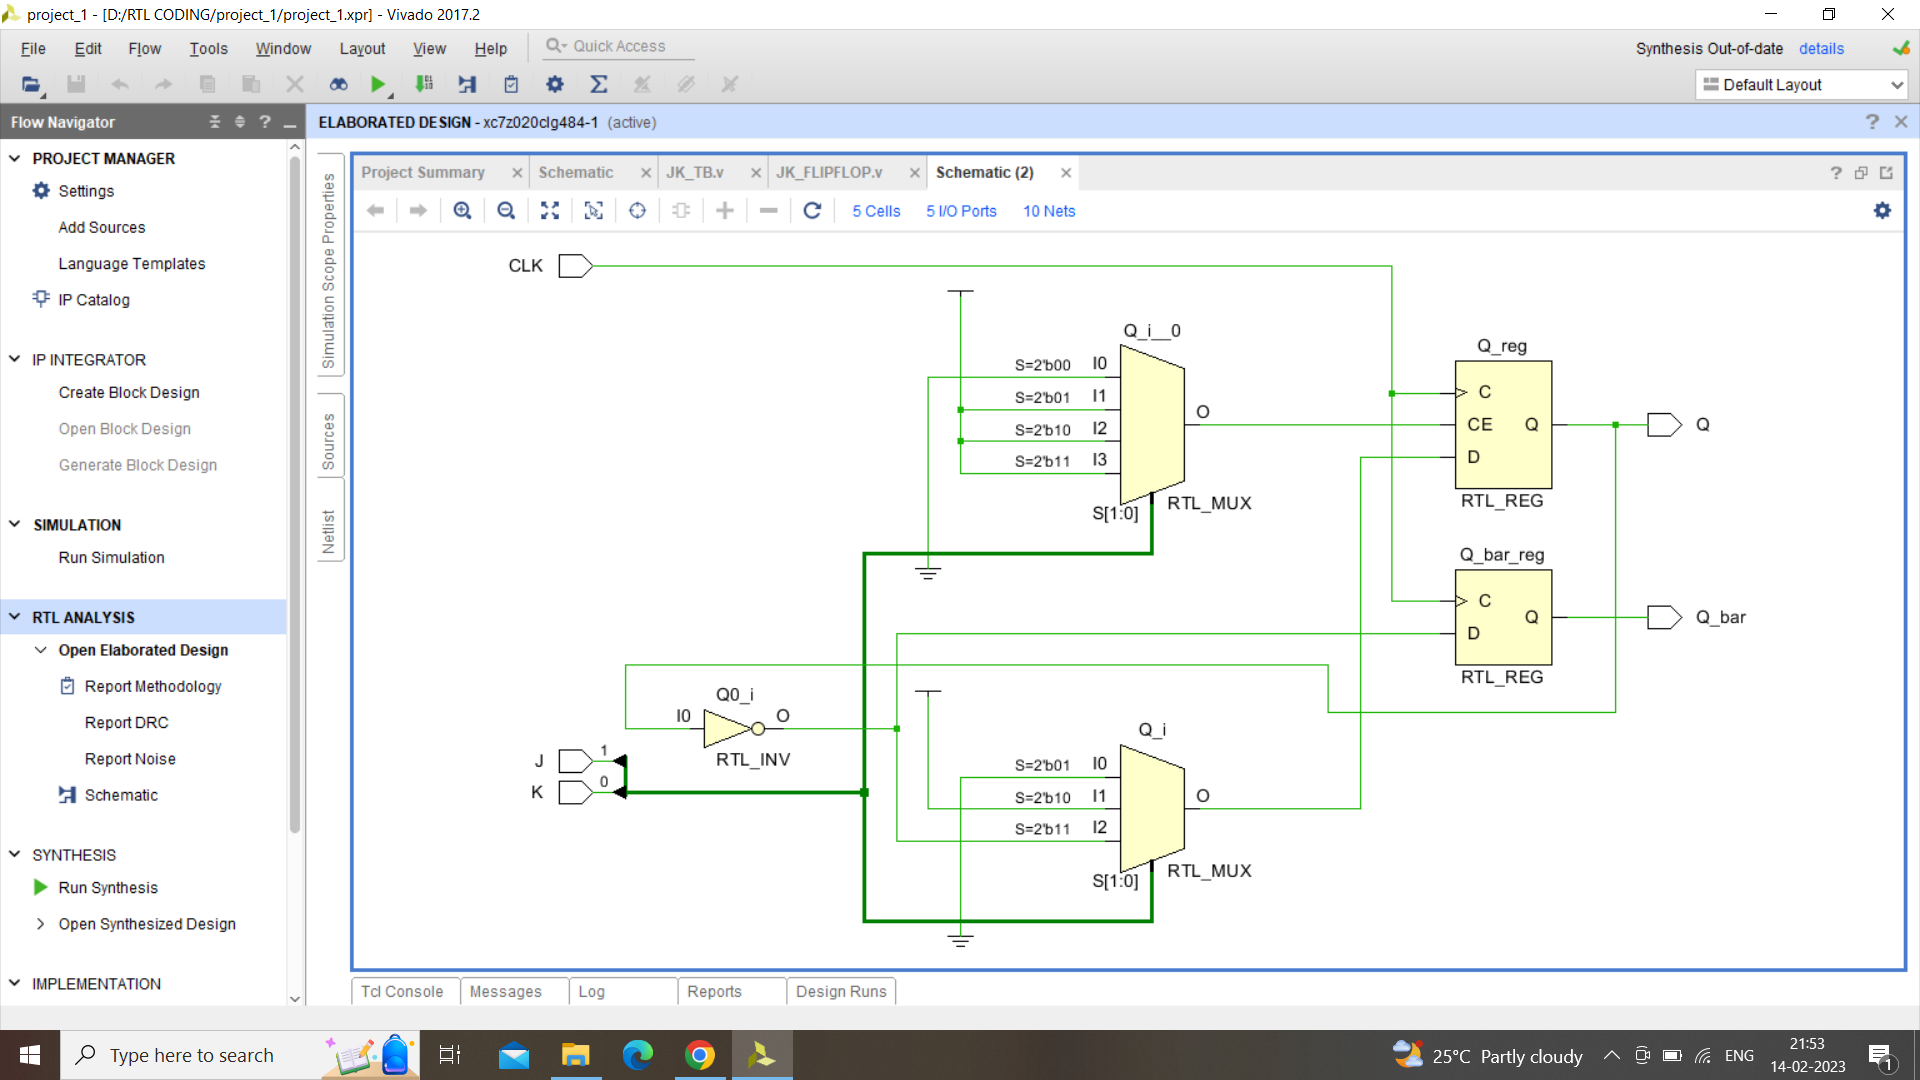 project_1 - [D:/RTL CODING/project_1/project_1.xpr] - Vivado 2017.2
File Edit Flow Tools Window Layout View Help Quick Access
Synthesis Out-of-date details
Default Layout
Flow Navigator
ELABORATED DESIGN - xc7z020clg484-1 (active)
PROJECT MANAGER
Settings
Add Sources
Language Templates
IP Catalog
IP INTEGRATOR
Create Block Design
Open Block Design
Generate Block Design
SIMULATION
Run Simulation
RTL ANALYSIS
Open Elaborated Design
Report Methodology
Report DRC
Report Noise
Schematic
SYNTHESIS
Run Synthesis
Open Synthesized Design
IMPLEMENTATION
Simulation Scope Properties
Sources
Netlist
Project Summary Schematic JK_TB.v JK_FLIPFLOP.v Schematic (2)
5 Cells 5 I/O Ports 10 Nets
CLK
Q_i__0
S=2'b00 I0
S=2'b01 I1
S=2'b10 I2
S=2'b11 I3
O
S[1:0]
RTL_MUX
Q_reg
C
CE Q
D
RTL_REG
Q
Q_bar_reg
C
Q
D
RTL_REG
Q_bar
Q0_i
I0 O
RTL_INV
J 1
K 0
Q_i
S=2'b01 I0
S=2'b10 I1
S=2'b11 I2
O
S[1:0]
RTL_MUX
Tcl Console Messages Log Reports Design Runs
Type here to search
25°C Partly cloudy
ENG
21:53
14-02-2023
1